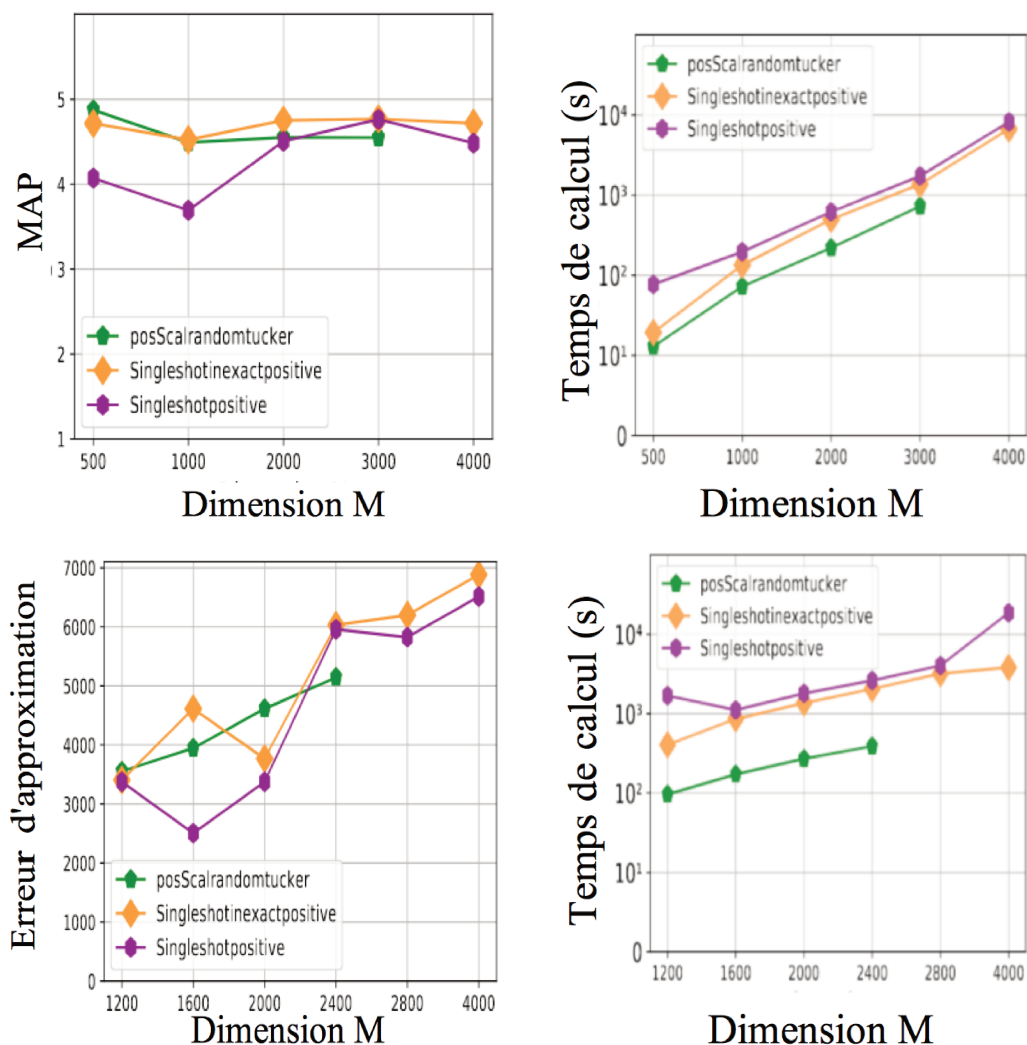 MAP
5
4
3
2
1
posScalrandomtucker
Singleshotinexactpositive
Singleshotpositive
500 1000 2000 3000 4000
Dimension M
Temps de calcul (s)
posScalrandomtucker
Singleshotinexactpositive
Singleshotpositive
10⁴
10³
10²
10¹
0
500 1000 2000 3000 4000
Dimension M
Erreur d'approximation
7000
6000
5000
4000
3000
2000
1000
0
posScalrandomtucker
Singleshotinexactpositive
Singleshotpositive
1200 1600 2000 2400 2800 4000
Dimension M
Temps de calcul (s)
posScalrandomtucker
Singleshotinexactpositive
Singleshotpositive
10⁴
10³
10²
10¹
0
1200 1600 2000 2400 2800 4000
Dimension M